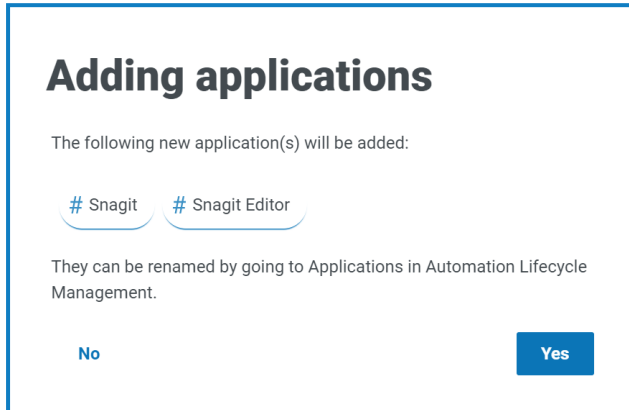 Adding applications
The following new application(s) will be added:
# Snagit # Snagit Editor
They can be renamed by going to Applications in Automation Lifecycle
Management.
No Yes